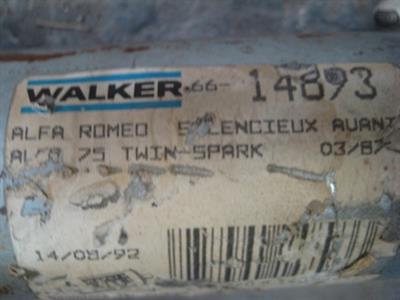 WALKER 66- 14893
ALFA ROMEO SILENCIEUX AVANT
ALFA 75 TWIN-SPARK 03/87
14/08/92